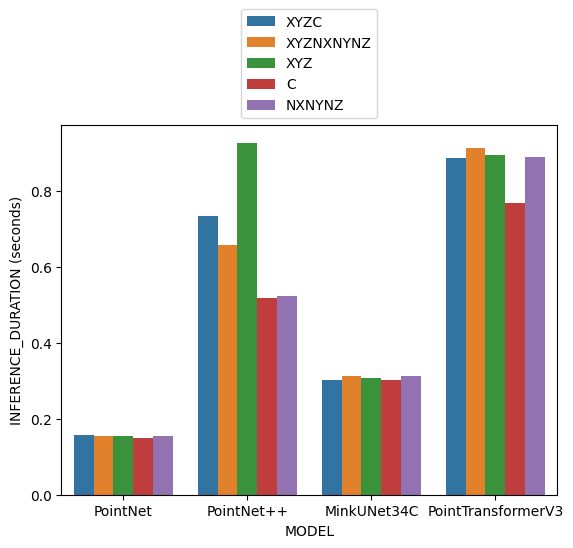 XYZC
XYZNXNYNZ
XYZ
C
NXNYNZ
INFERENCE_DURATION (seconds)
0.8
0.6
0.4
0.2
0.0
PointNet PointNet++ MinkUNet34C PointTransformerV3
MODEL